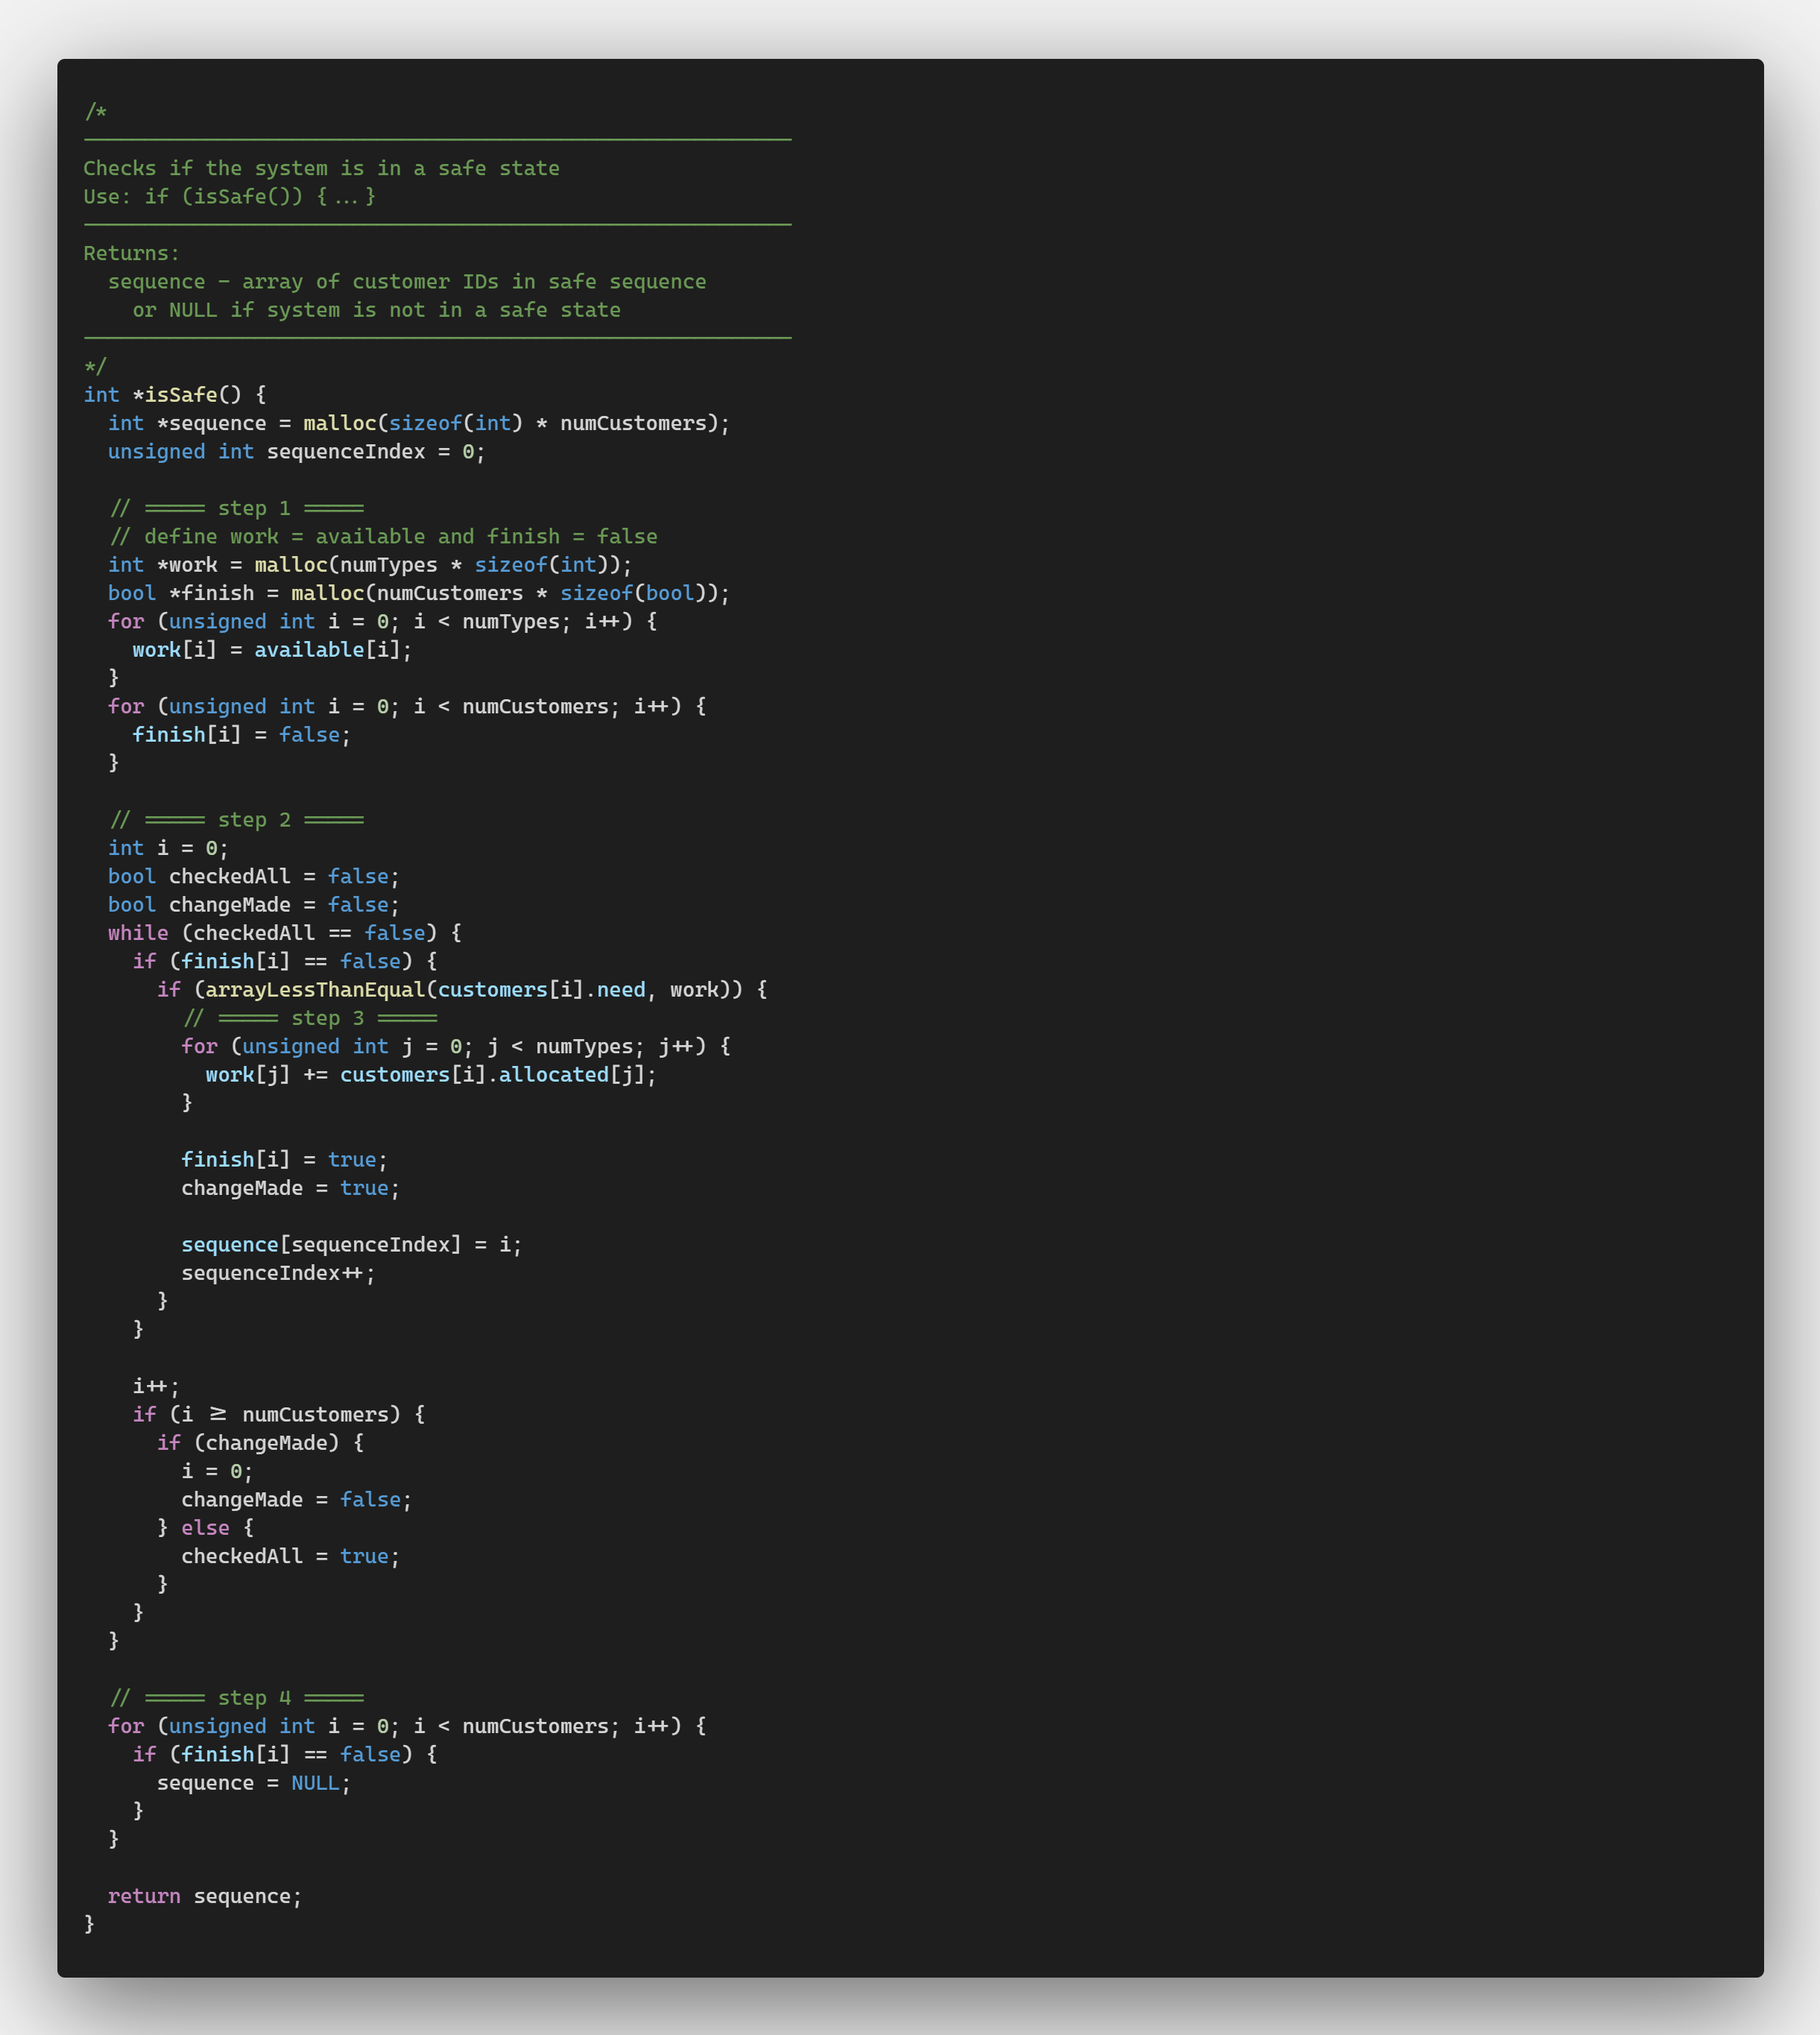 /*
----------------------------------------------------------
Checks if the system is in a safe state
Use: if (isSafe()) {...}
----------------------------------------------------------
Returns:
  sequence - array of customer IDs in safe sequence
    or NULL if system is not in a safe state
----------------------------------------------------------
*/
int *isSafe() {
  int *sequence = malloc(sizeof(int) * numCustomers);
  unsigned int sequenceIndex = 0;

  // ===== step 1 =====
  // define work = available and finish = false
  int *work = malloc(numTypes * sizeof(int));
  bool *finish = malloc(numCustomers * sizeof(bool));
  for (unsigned int i = 0; i < numTypes; i++) {
    work[i] = available[i];
  }
  for (unsigned int i = 0; i < numCustomers; i++) {
    finish[i] = false;
  }

  // ===== step 2 =====
  int i = 0;
  bool checkedAll = false;
  bool changeMade = false;
  while (checkedAll == false) {
    if (finish[i] == false) {
      if (arrayLessThanEqual(customers[i].need, work)) {
        // ===== step 3 =====
        for (unsigned int j = 0; j < numTypes; j++) {
          work[j] += customers[i].allocated[j];
        }

        finish[i] = true;
        changeMade = true;

        sequence[sequenceIndex] = i;
        sequenceIndex++;
      }
    }

    i++;
    if (i >= numCustomers) {
      if (changeMade) {
        i = 0;
        changeMade = false;
      } else {
        checkedAll = true;
      }
    }
  }

  // ===== step 4 =====
  for (unsigned int i = 0; i < numCustomers; i++) {
    if (finish[i] == false) {
      sequence = NULL;
    }
  }

  return sequence;
}